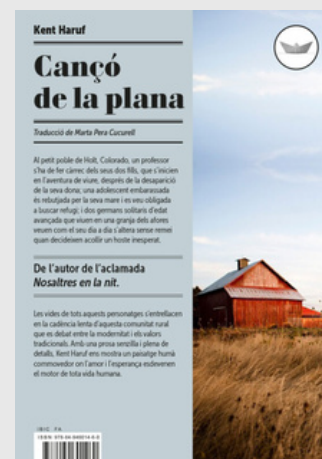 Kent Haruf
Cançó
de la plana
Traducció de Marta Pera Cucurell
Al petit poble de Holt, Colorado, un professor
s'ha de fer càrrec dels seus dos fills, que s'inicien
en l'aventura de viure, després de la desaparició
de la seva dona; una adolescent embarassada
és rebutjada per la seva mare i es veu obligada
a buscar refugi; i dos germans solitaris d'edat
avançada que viuen en una granja dels afores
veuen com el seu dia a dia s'altera sense remei
quan decideixen acollir un hoste inesperat.
De l'autor de l'aclamada
Nosaltres en la nit.
Les vides de tots aquests personatges s'entrellacen
en la cadència lenta d'aquesta comunitat rural
que es debat entre la modernitat i els valors
tradicionals. Amb una prosa senzilla i plena de
detalls, Kent Haruf ens mostra un paisatge humà
commovedor on l'amor i l'esperança esdevenen
el motor de tota vida humana.
IBIC FA